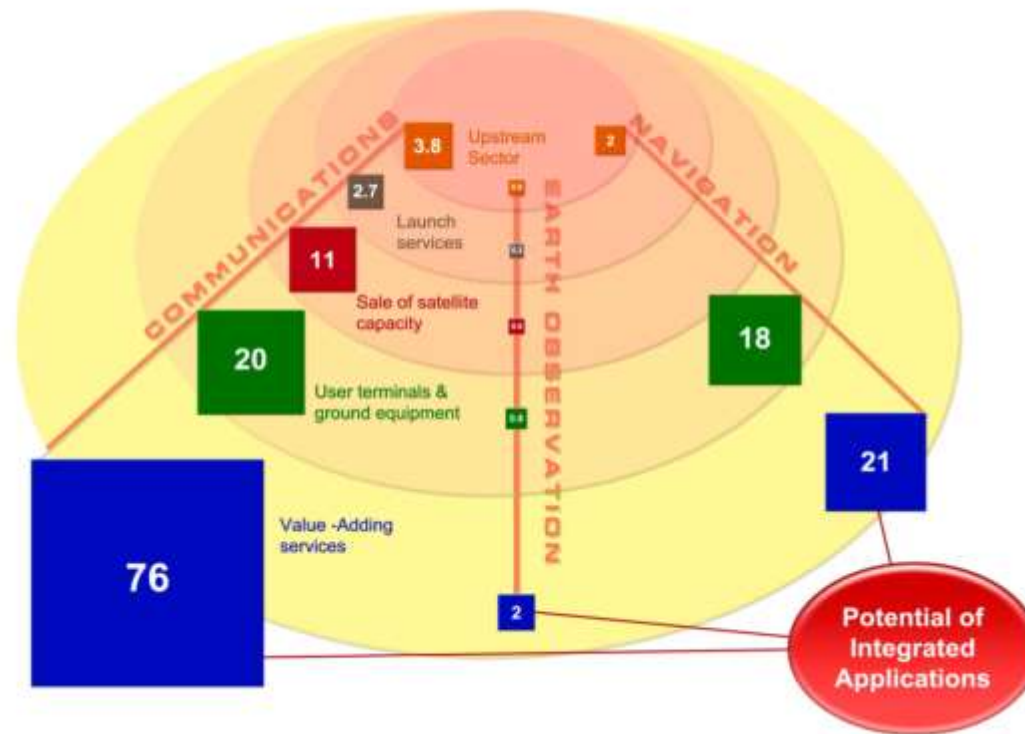 COMMUNICATIONS
3.8
Upstream
Sector
2
NAVIGATION
2.7
Launch
services
EARTH OBSERVATION
11
Sale of satellite
capacity
20
User terminals &
ground equipment
18
76
Value -Adding
services
2
21
Potential of
Integrated
Applications